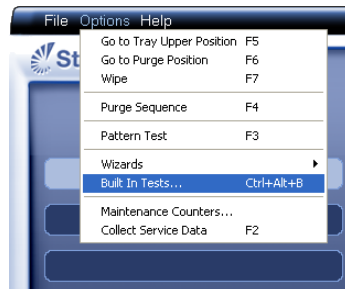 File Options Help
St
Go to Tray Upper Position F5
Go to Purge Position F6
Wipe F7
Purge Sequence F4
Pattern Test F3
Wizards
Built In Tests... Ctrl+Alt+B
Maintenance Counters...
Collect Service Data F2